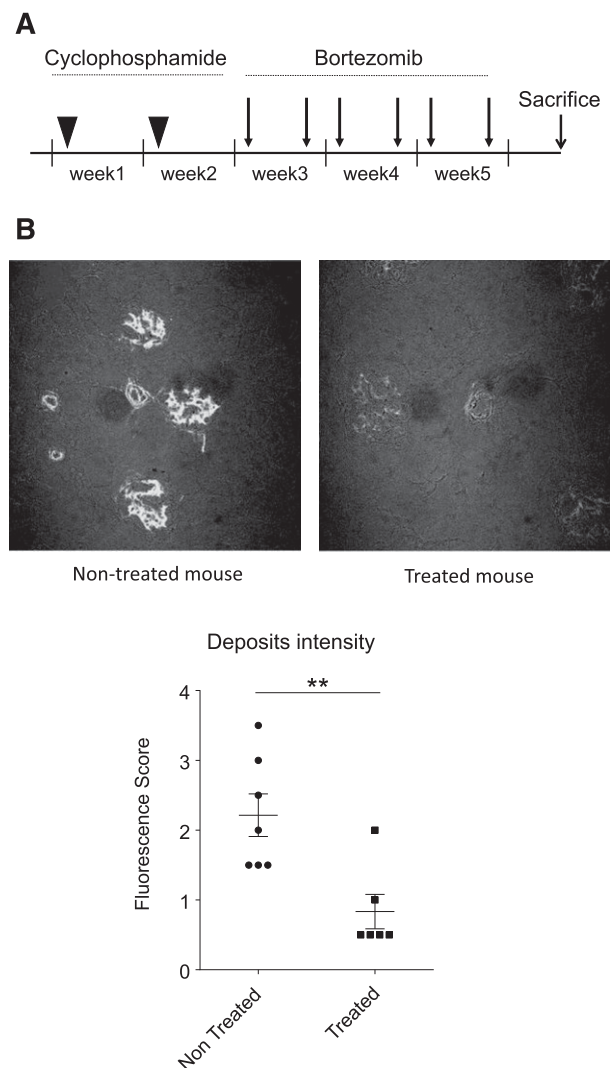 A
Cyclophosphamide
Bortezomib
Sacrifice
week1
week2
week3
week4
week5
B
Non-treated mouse
Treated mouse
Deposits intensity
**
4
3
2
1
0
Fluorescence Score
Non Treated
Treated